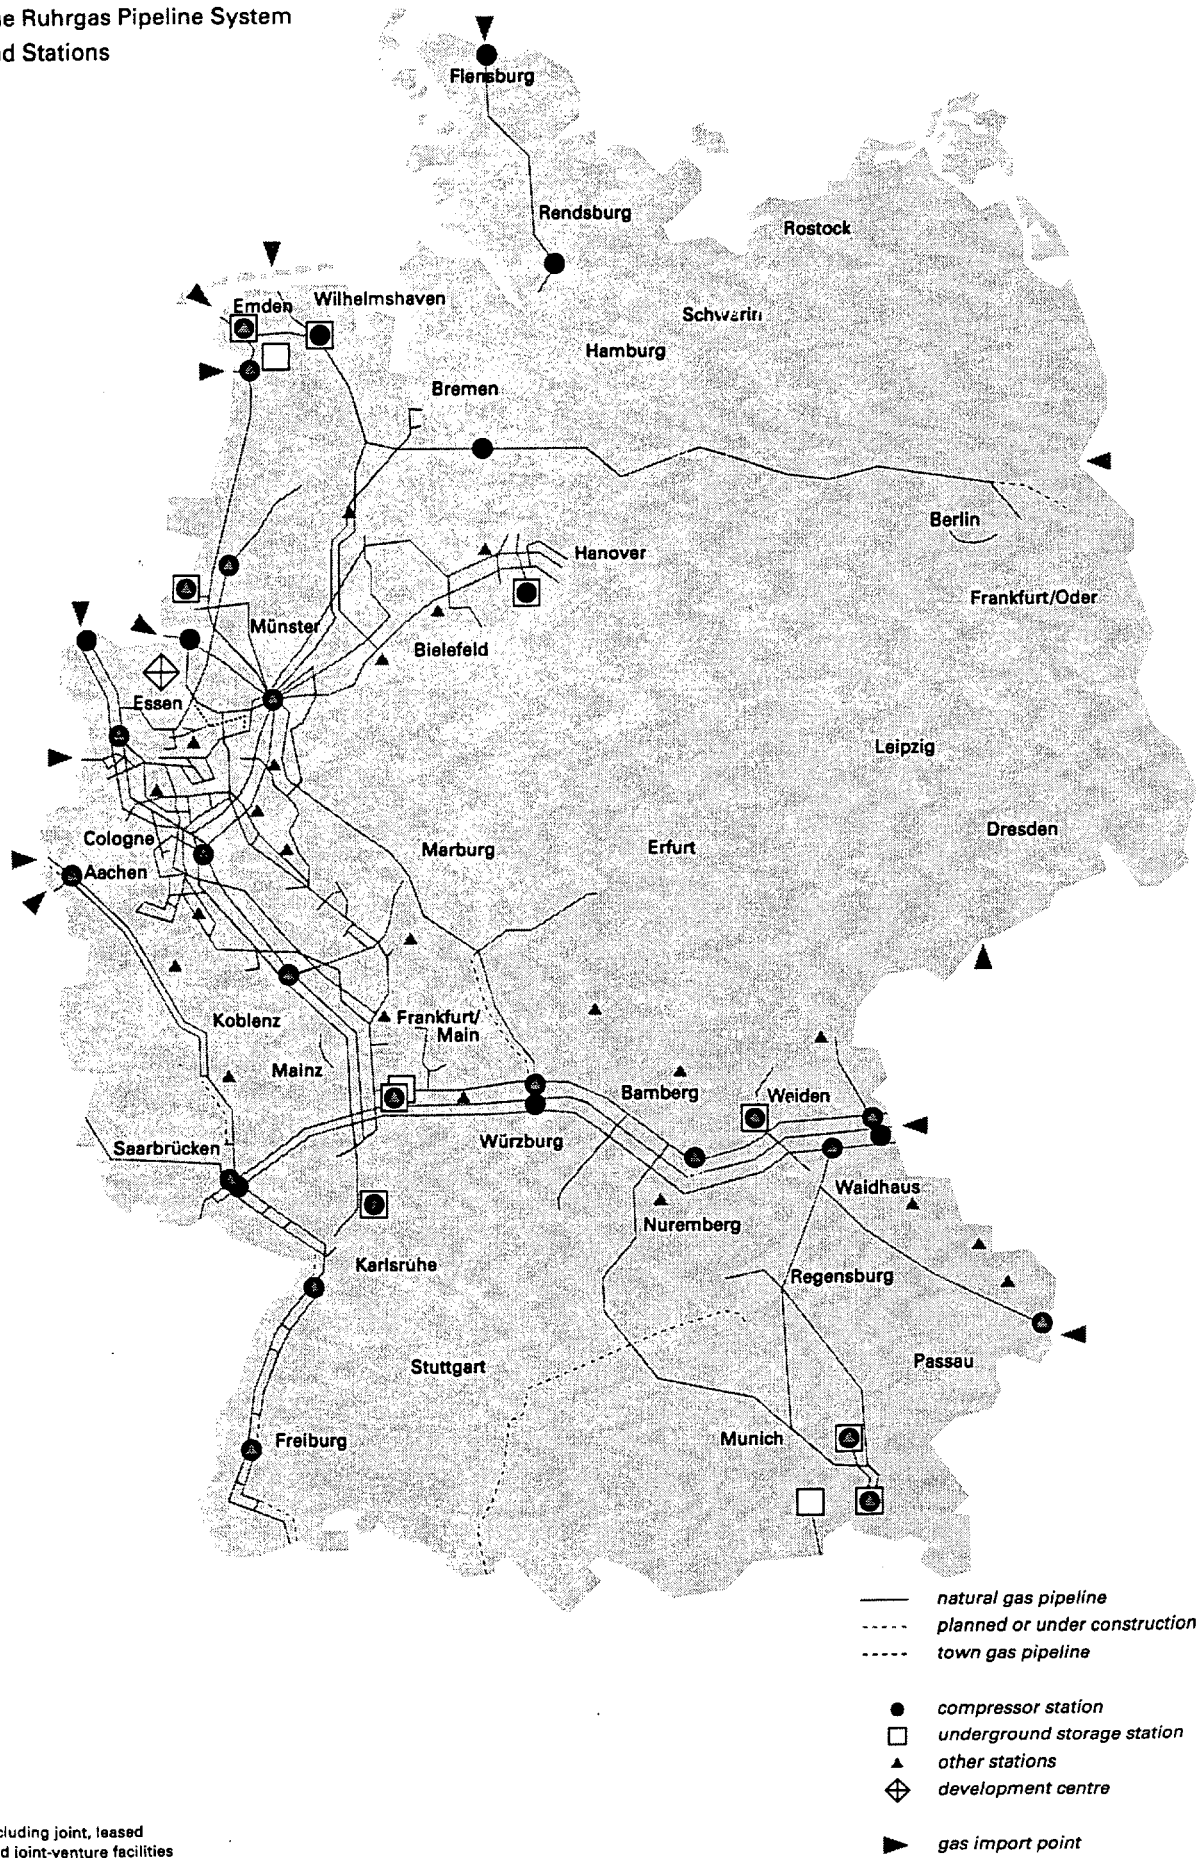 e Ruhrgas Pipeline System
d Stations
Flensburg
Rendsburg
Rostock
Emden
Wilhelmshaven
Schwerin
Hamburg
Bremen
Berlin
Hanover
Frankfurt/Oder
Münster
Bielefeld
Essen
Leipzig
Cologne
Marburg
Erfurt
Dresden
Aachen
Koblenz
Frankfurt/
Main
Mainz
Bamberg
Weiden
Saarbrücken
Würzburg
Waidhaus
Nuremberg
Karlsruhe
Regensburg
Stuttgart
Passau
Freiburg
Munich
natural gas pipeline
planned or under construction
town gas pipeline
compressor station
underground storage station
other stations
development centre
cluding joint, leased
d joint-venture facilities
gas import point